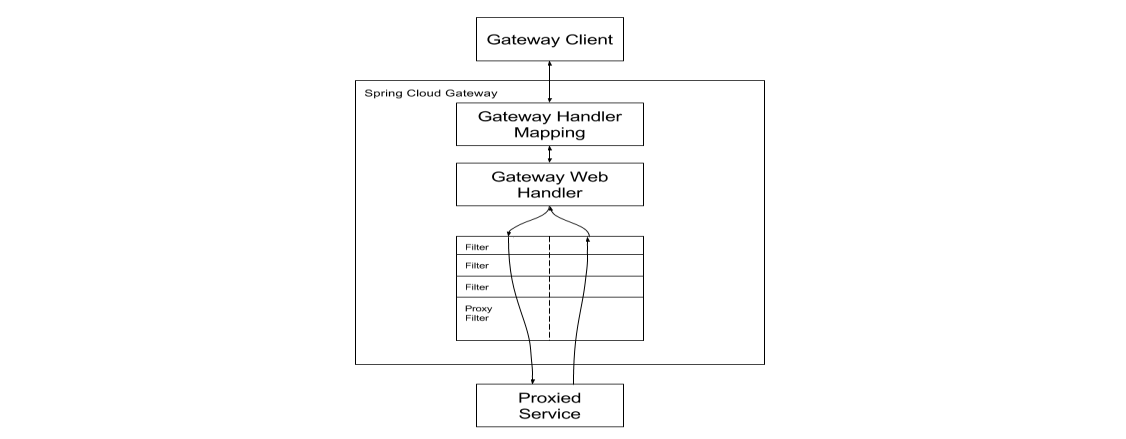 Gateway Client
Spring Cloud Gateway
Gateway Handler
Mapping
Gateway Web
Handler
Filter
Filter
Filter
Proxy
Filter
Proxied
Service